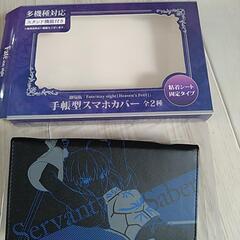 多機種対応
スタンド機能付き
劇場版「Fate/stay night [Heaven's Feel]」
手帳型スマホカバー 全2種
粘着シート
固定タイプ
Servant
Saber